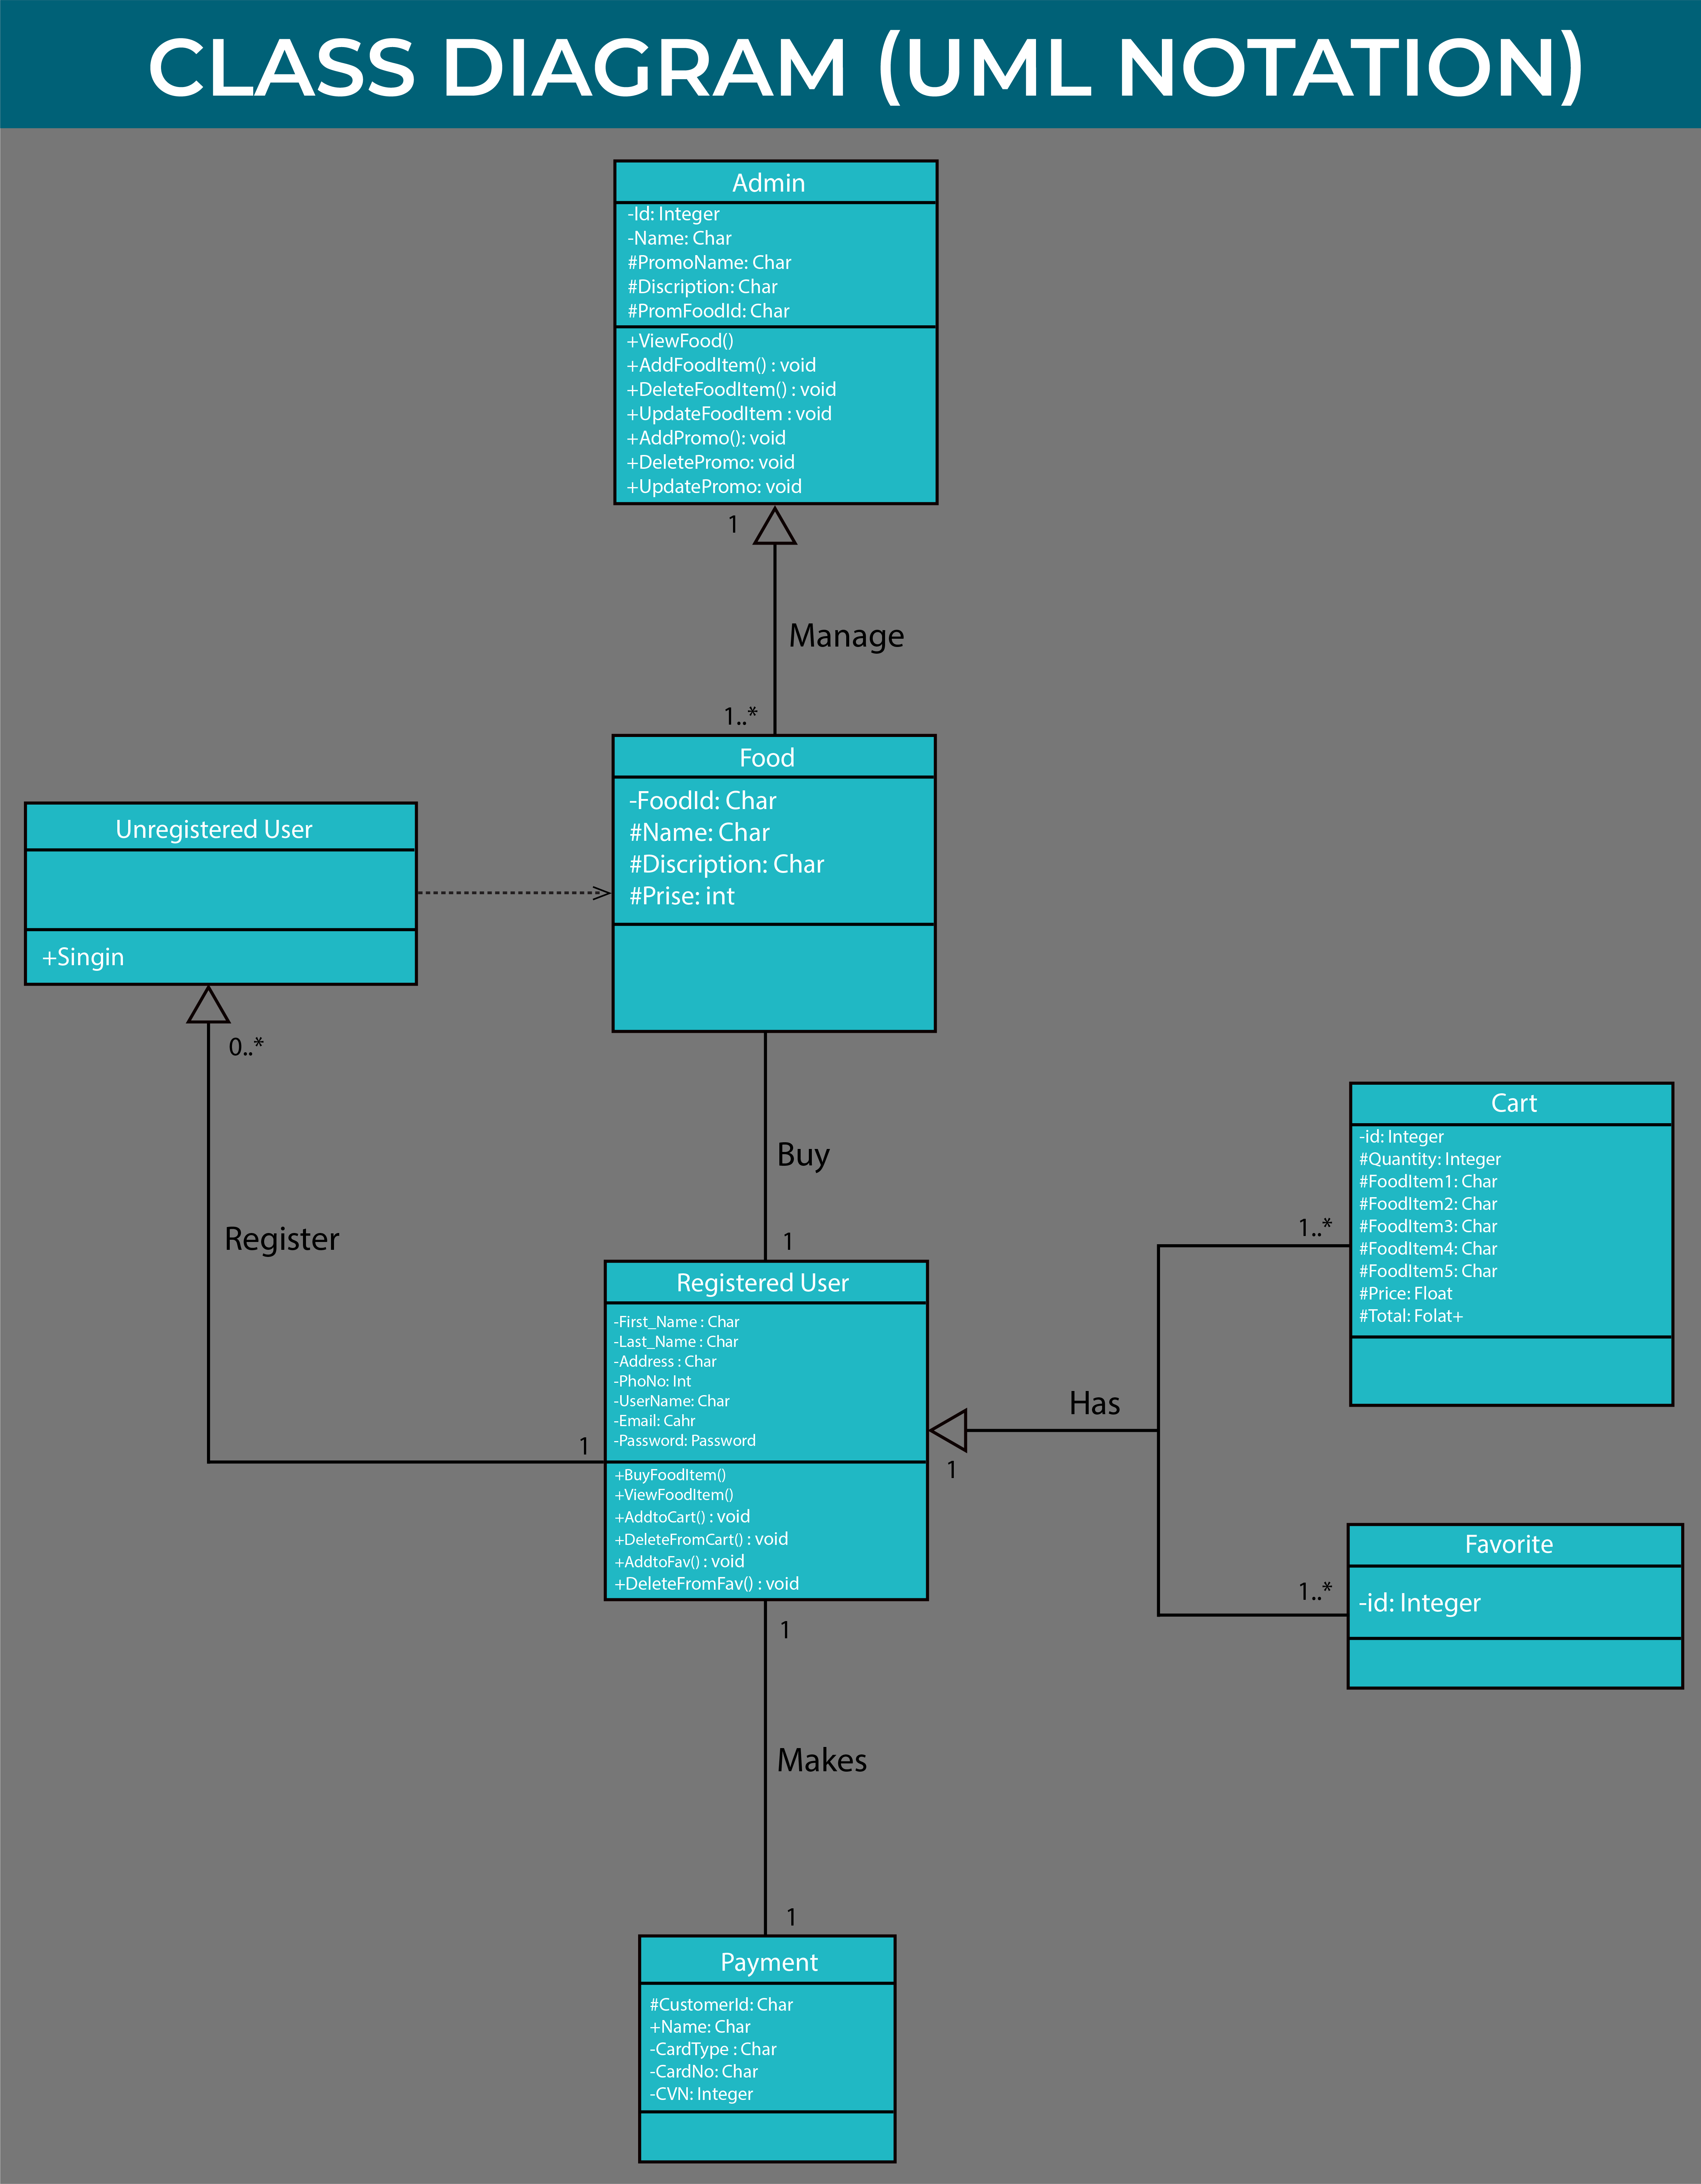 CLASS DIAGRAM (UML NOTATION)
Admin
-Id: Integer
-Name: Char
#PromoName: Char
#Discription: Char
#PromFoodId: Char
+ViewFood()
+AddFoodItem() : void
+DeleteFoodItem() : void
+UpdateFoodItem : void
+AddPromo(): void
+DeletePromo: void
+UpdatePromo: void
1
Manage
1..*
Food
-FoodId: Char
#Name: Char
#Discription: Char
#Prise: int
Unregistered User
+Singin
0..*
Register
1
Buy
1
Registered User
-First_Name : Char
-Last_Name : Char
-Address : Char
-PhoNo: Int
-UserName: Char
-Email: Cahr
-Password: Password
+BuyFoodItem()
+ViewFoodItem()
+AddtoCart() : void
+DeleteFromCart() : void
+AddtoFav() : void
+DeleteFromFav() : void
Has
1
1..*
Cart
-id: Integer
#Quantity: Integer
#FoodItem1: Char
#FoodItem2: Char
#FoodItem3: Char
#FoodItem4: Char
#FoodItem5: Char
#Price: Float
#Total: Folat+
1..*
Favorite
-id: Integer
1
Makes
1
Payment
#CustomerId: Char
+Name: Char
-CardType : Char
-CardNo: Char
-CVN: Integer